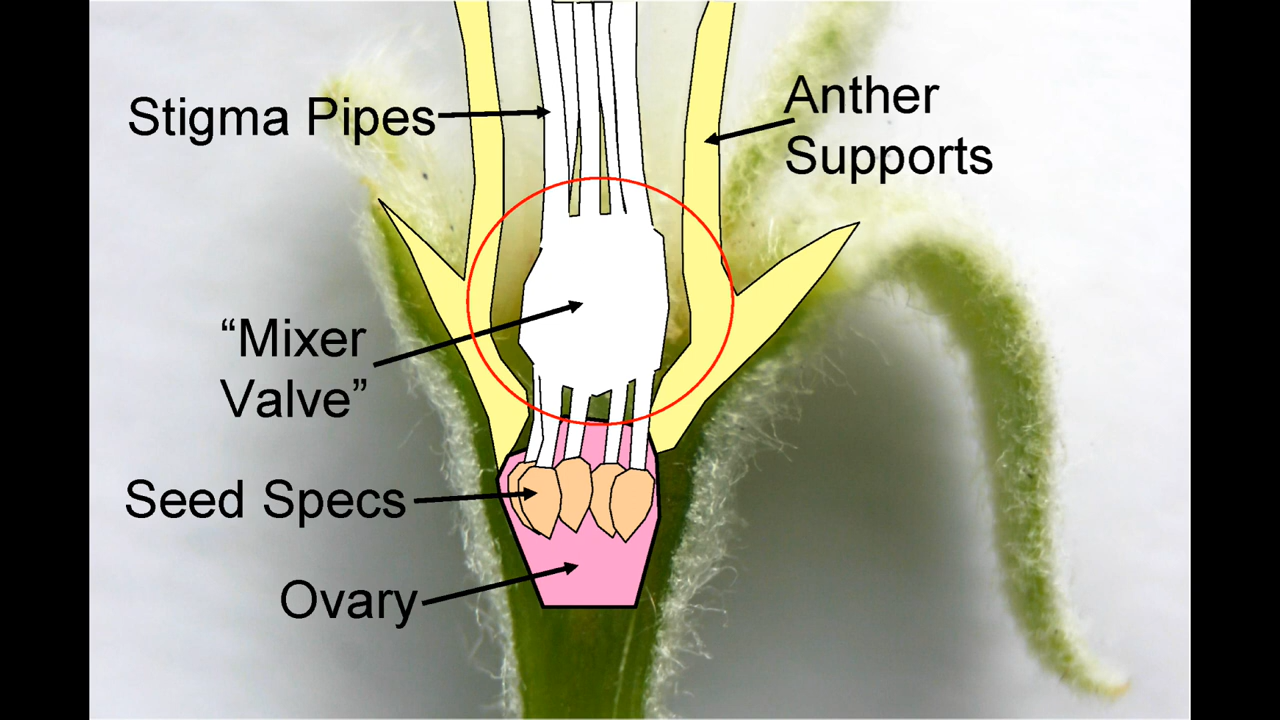 Stigma Pipes
Anther
Supports
“Mixer
Valve”
Seed Specs
Ovary